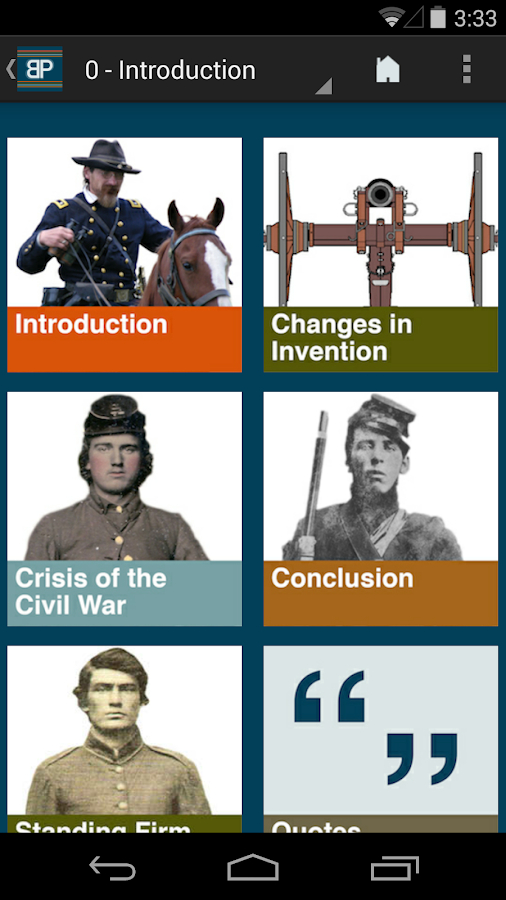 3:33
BP 0 - Introduction
Introduction
Changes in
Invention
Crisis of the
Civil War
Conclusion
Standing Firm
Quotes